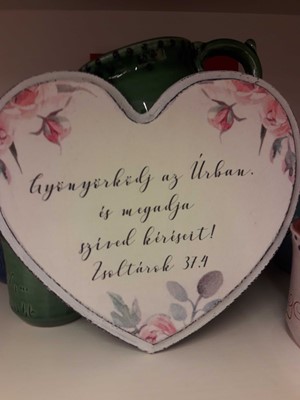 Gyönyörködj az Úrban.
és megadja
szíved kéréseit!
Zsoltárok 37.4